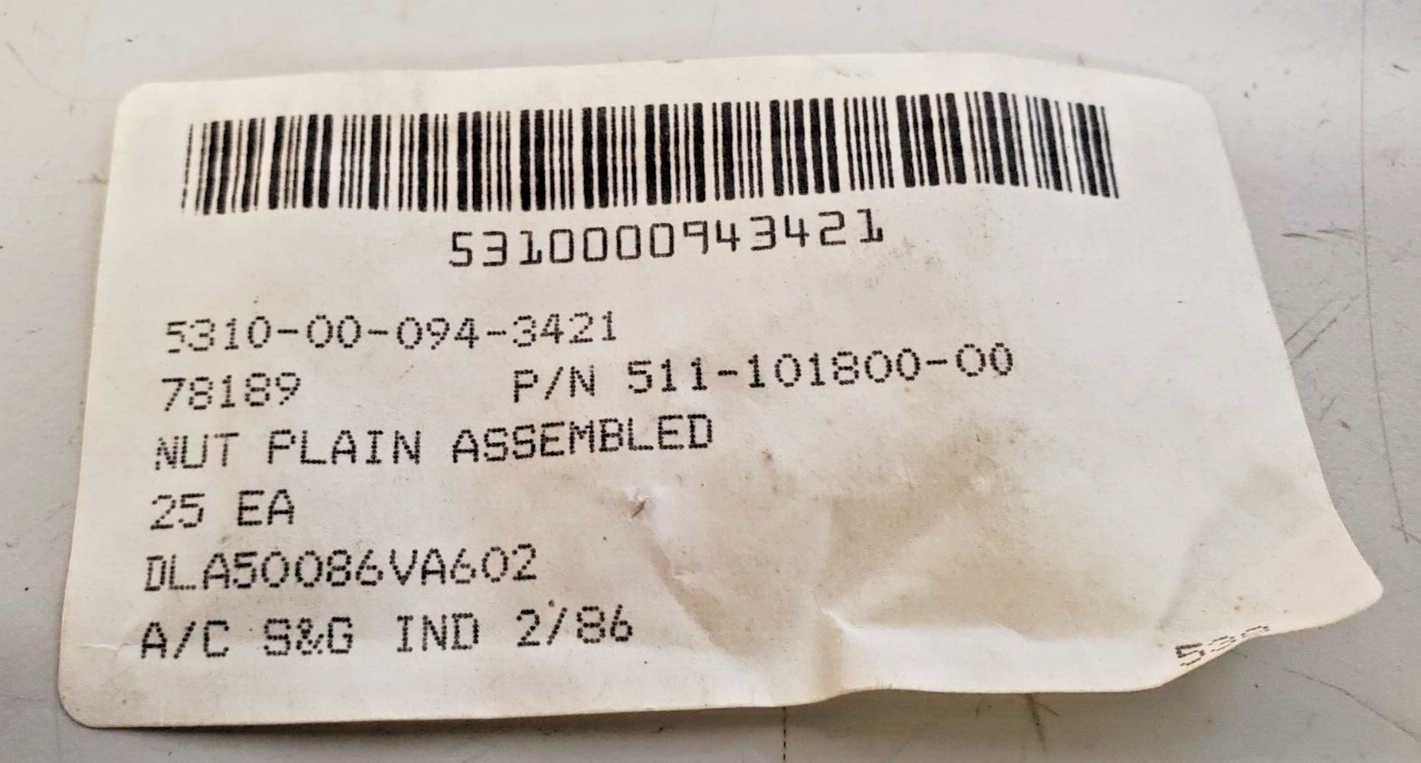 5310000943421
5310-00-094-3421
78189 P/N 511-101800-00
NUT PLAIN ASSEMBLED
25 EA
DLA50086VA602
A/C S&G IND 2/86